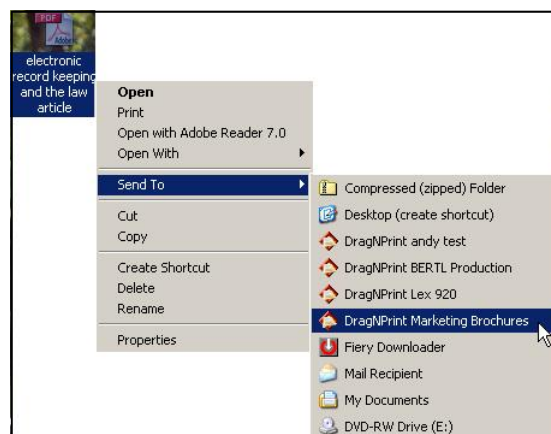 PDF
Adobe
electronic
record keeping
and the law
article
Open
Print
Open with Adobe Reader 7.0
Open With
Send To
Cut
Copy
Create Shortcut
Delete
Rename
Properties
Compressed (zipped) Folder
Desktop (create shortcut)
DragNPrint andy test
DragNPrint BERTL Production
DragNPrint Lex 920
DragNPrint Marketing Brochures
Fiery Downloader
Mail Recipient
My Documents
DVD-RW Drive (E:)